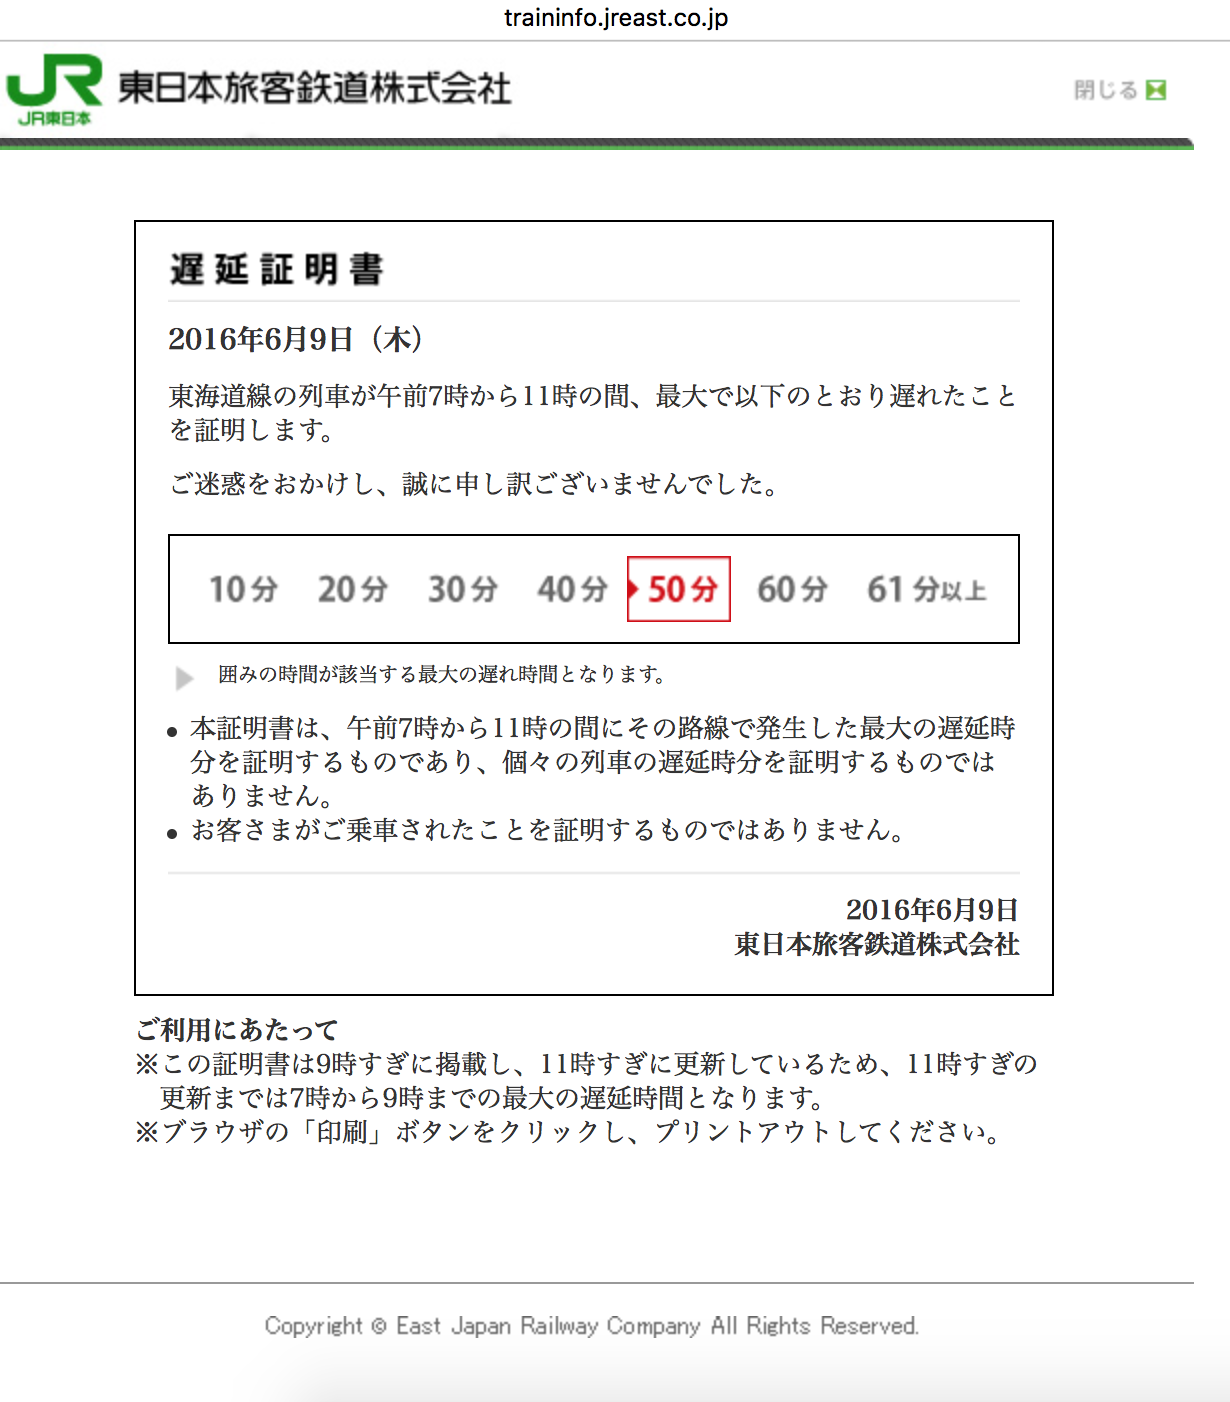 traininfo.jreast.co.jp
JR 東日本旅客鉄道株式会社
JR東日本
閉じる
遅延証明書
2016年6月9日（木）
東海道線の列車が午前7時から11時の間、最大で以下のとおり遅れたこと
を証明します。
ご迷惑をおかけし、誠に申し訳ございませんでした。
10分 20分 30分 40分 50分 60分 61分以上
囲みの時間が該当する最大の遅れ時間となります。
● 本証明書は、午前7時から11時の間にその路線で発生した最大の遅延時
分を証明するものであり、個々の列車の遅延時分を証明するものでは
ありません。
● お客さまがご乗車されたことを証明するものではありません。
2016年6月9日
東日本旅客鉄道株式会社
ご利用にあたって
※この証明書は9時すぎに掲載し、11時すぎに更新しているため、11時すぎの
更新までは7時から9時までの最大の遅延時間となります。
※ブラウザの「印刷」ボタンをクリックし、プリントアウトしてください。
Copyright © East Japan Railway Company All Rights Reserved.